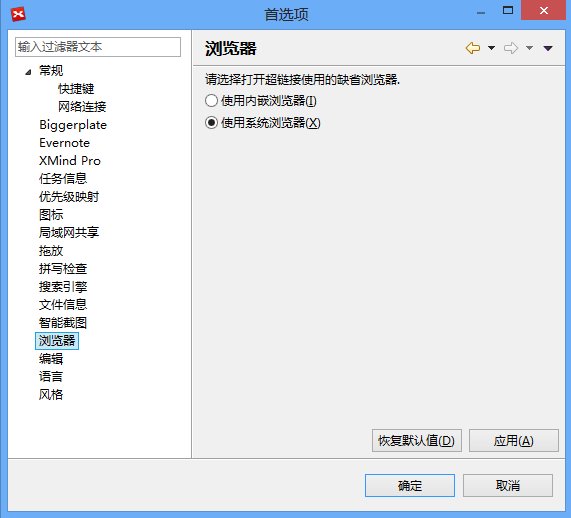 首选项
输入过滤器文本
常规
快捷键
网络连接
Biggerplate
Evernote
XMind Pro
任务信息
优先级映射
图标
局域网共享
拖放
拼写检查
搜索引擎
文件信息
智能截图
浏览器
编辑
语言
风格
浏览器
请选择打开超链接使用的缺省浏览器.
使用内嵌浏览器(I)
使用系统浏览器(X)
恢复默认值(D)
应用(A)
确定
取消